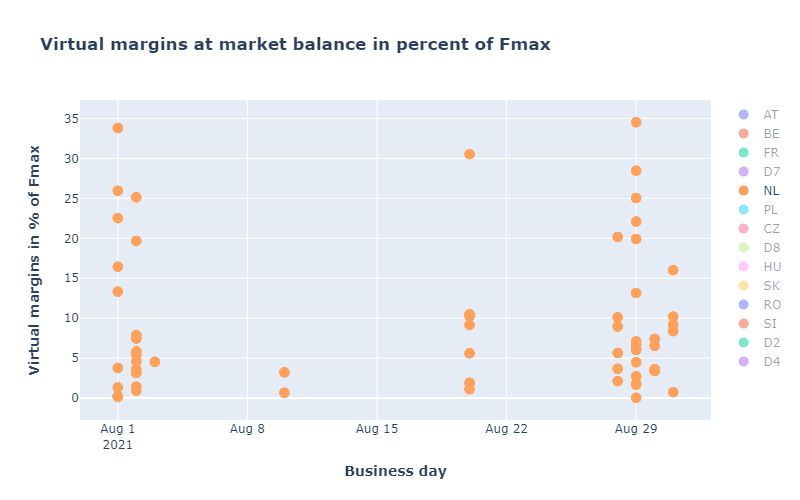 Virtual margins at market balance in percent of Fmax
Virtual margins in % of Fmax
35
30
25
20
15
10
5
0
Aug 1
2021
Aug 8
Aug 15
Aug 22
Aug 29
Business day
AT
BE
FR
D7
NL
PL
CZ
D8
HU
SK
RO
SI
D2
D4